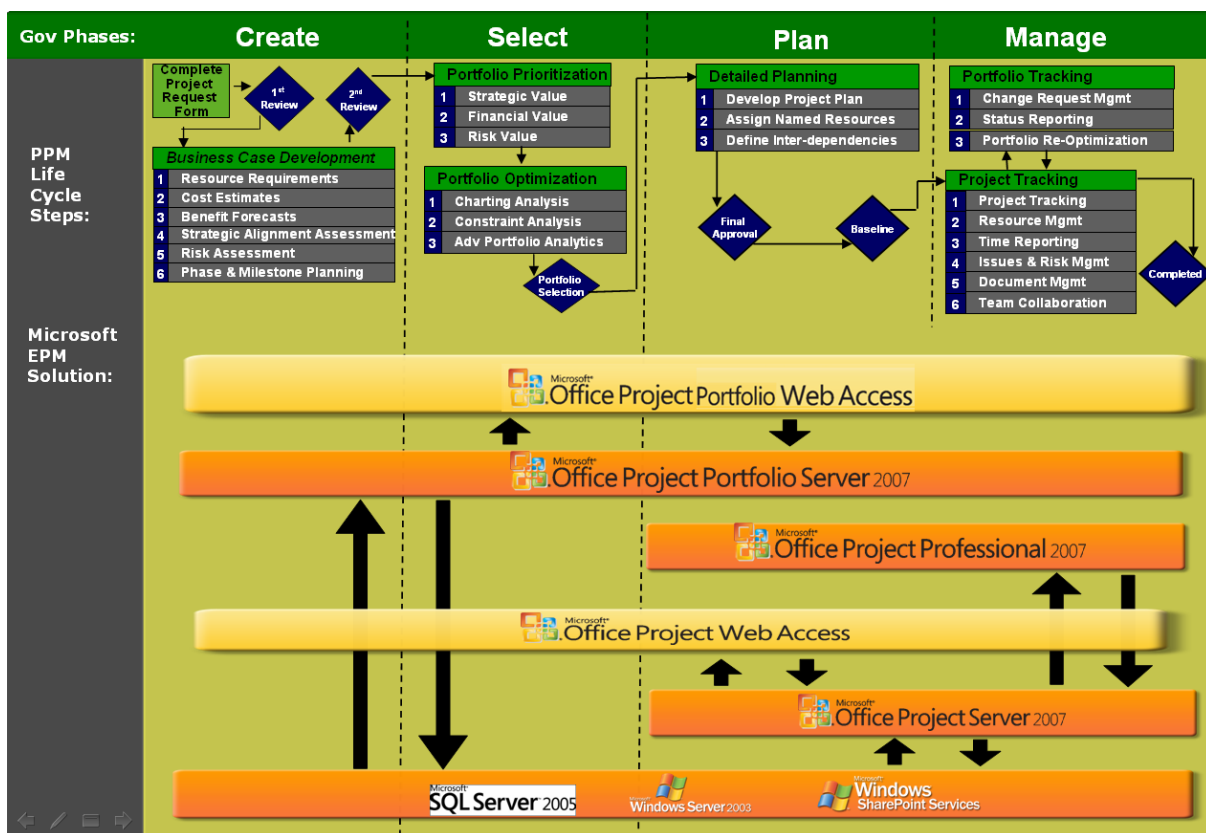 Gov Phases:
Create
Select
Plan
Manage
PPM
Life
Cycle
Steps:
Complete
Project
Request
Form
1st
Review
2nd
Review
Business Case Development
1 Resource Requirements
2 Cost Estimates
3 Benefit Forecasts
4 Strategic Alignment Assessment
5 Risk Assessment
6 Phase & Milestone Planning
Portfolio Prioritization
1 Strategic Value
2 Financial Value
3 Risk Value
Portfolio Optimization
1 Charting Analysis
2 Constraint Analysis
3 Adv Portfolio Analytics
Portfolio
Selection
Detailed Planning
1 Develop Project Plan
2 Assign Named Resources
3 Define Inter-dependencies
Final
Approval
Baseline
Portfolio Tracking
1 Change Request Mgmt
2 Status Reporting
3 Portfolio Re-Optimization
Project Tracking
1 Project Tracking
2 Resource Mgmt
3 Time Reporting
4 Issues & Risk Mgmt
5 Document Mgmt
6 Team Collaboration
Completed
Microsoft
EPM
Solution:
Microsoft®
Office Project Portfolio Web Access
Microsoft®
Office Project Portfolio Server 2007
Microsoft®
Office Project Professional 2007
Microsoft®
Office Project Web Access
Microsoft®
Office Project Server 2007
Microsoft®
SQL Server™ 2005
Microsoft®
Windows Server 2003
Microsoft®
Windows
SharePoint Services